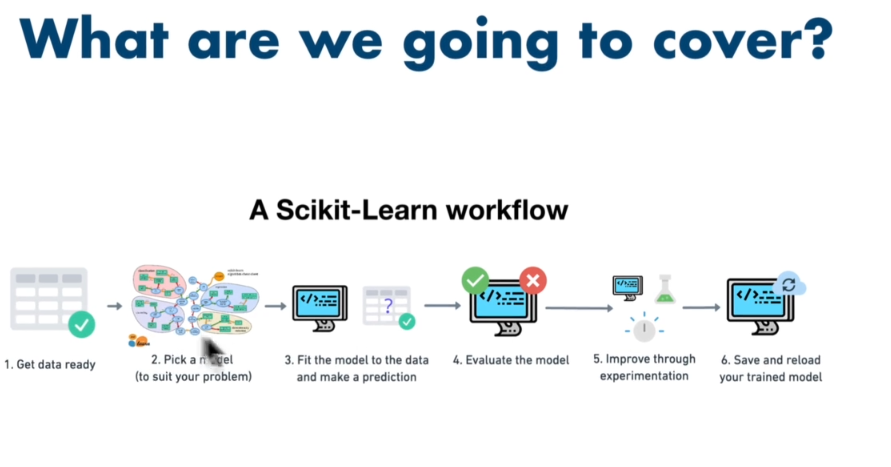 What are we going to cover?
A Scikit-Learn workflow
</>
?
</>
</>
</>
</>
1. Get data ready
2. Pick a
(to suit your problem)
3. Fit the model to the data
and make a prediction
4. Evaluate the model
5. Improve through
experimentation
6. Save and reload
your trained model